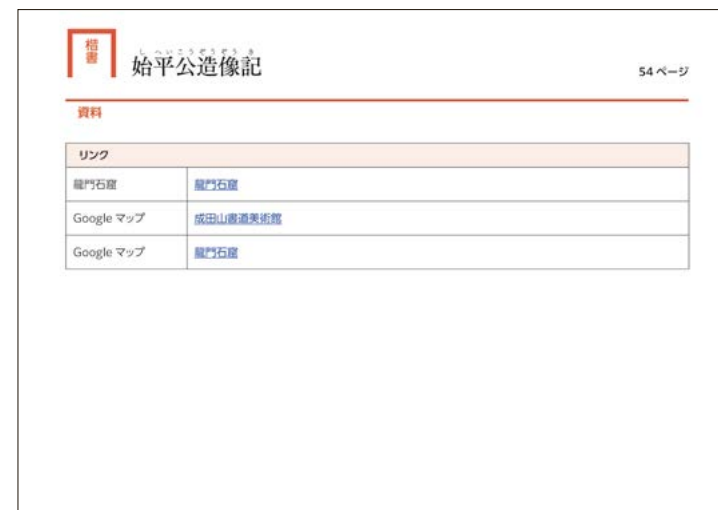 楷書
しへいこうぞうぞうき
始平公造像記
54 ページ
資料
リンク
龍門石窟 龍門石窟
Google マップ 成田山書道美術館
Google マップ 龍門石窟